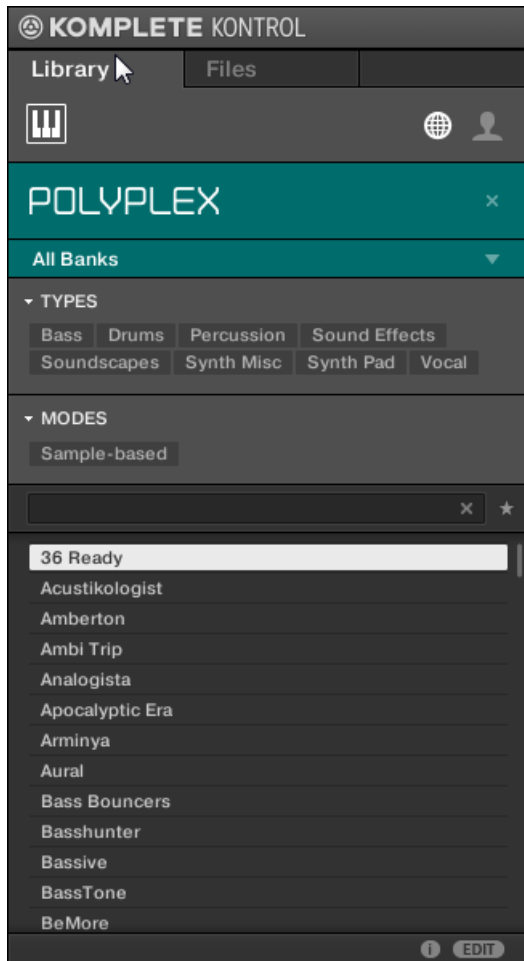 KOMPLETE KONTROL
Library Files
POLYPLEX
All Banks
TYPES
Bass Drums Percussion Sound Effects
Soundscapes Synth Misc Synth Pad Vocal
MODES
Sample-based
36 Ready
Acustikologist
Amberton
Ambi Trip
Analogista
Apocalyptic Era
Arminya
Aural
Bass Bouncers
Basshunter
Bassive
BassTone
BeMore
i EDIT